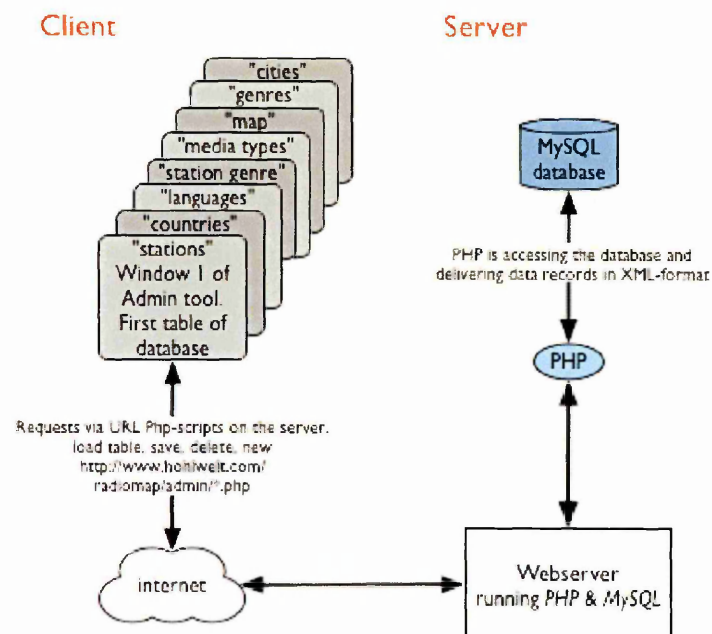 Client
Server
"cities"
"genres"
"map"
"media types"
"station genre"
"languages"
"countries"
"stations"
Window 1 of
Admin tool.
First table of
database
MySQL
database
PHP is accessing the database and
delivering data records in XML-format
PHP
Requests via URL Php-scripts on the server.
load table, save, delete, new
http://www.hohlwelt.com/
radiomap/admin/*.php
internet
Webserver
running PHP & MySQL